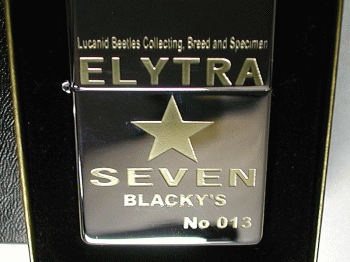 Lucanid Beetles Collecting, Breed and Specimen
ELYTRA
SEVEN
BLACKY'S
No 013